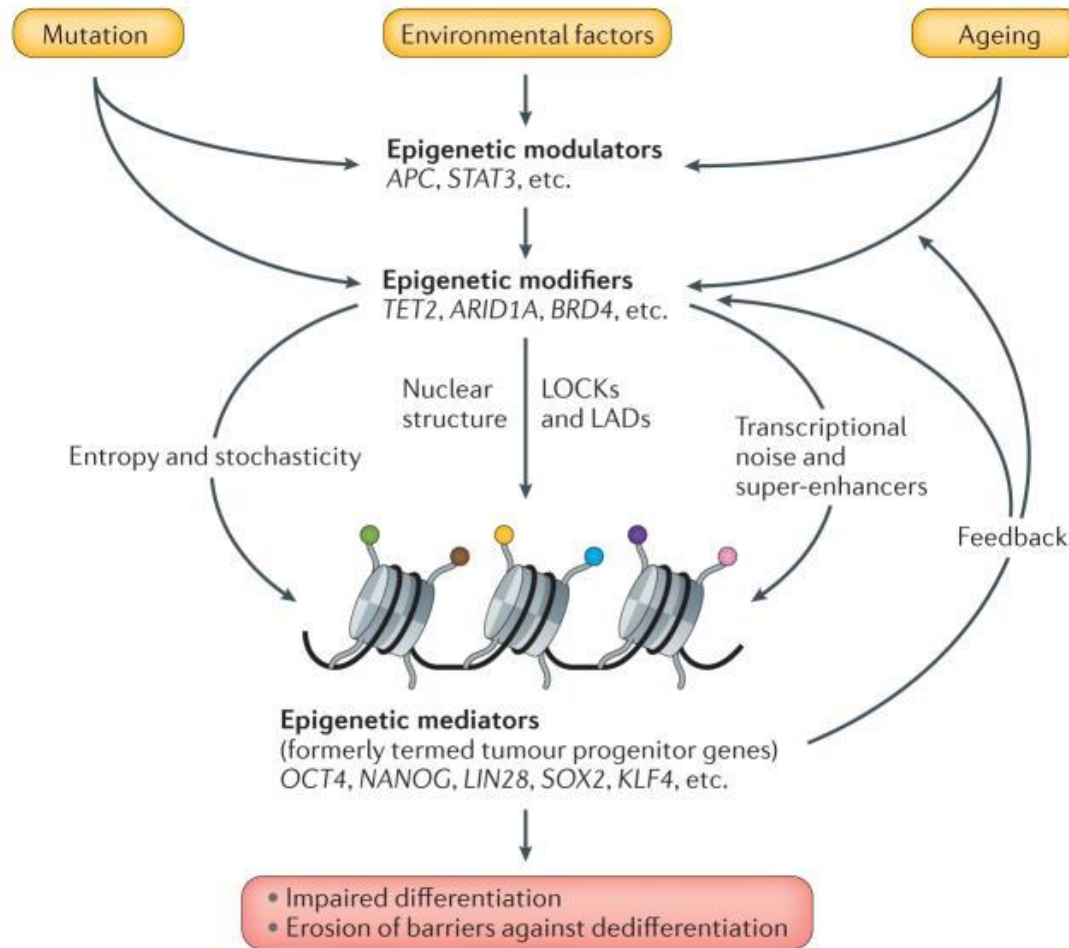 Mutation
Environmental factors
Ageing
Epigenetic modulators
APC, STAT3, etc.
Epigenetic modifiers
TET2, ARID1A, BRD4, etc.
Nuclear
structure
LOCKs
and LADs
Entropy and stochasticity
Transcriptional
noise and
super-enhancers
Feedback
Epigenetic mediators
(formerly termed tumour progenitor genes)
OCT4, NANOG, LIN28, SOX2, KLF4, etc.
• Impaired differentiation
• Erosion of barriers against dedifferentiation